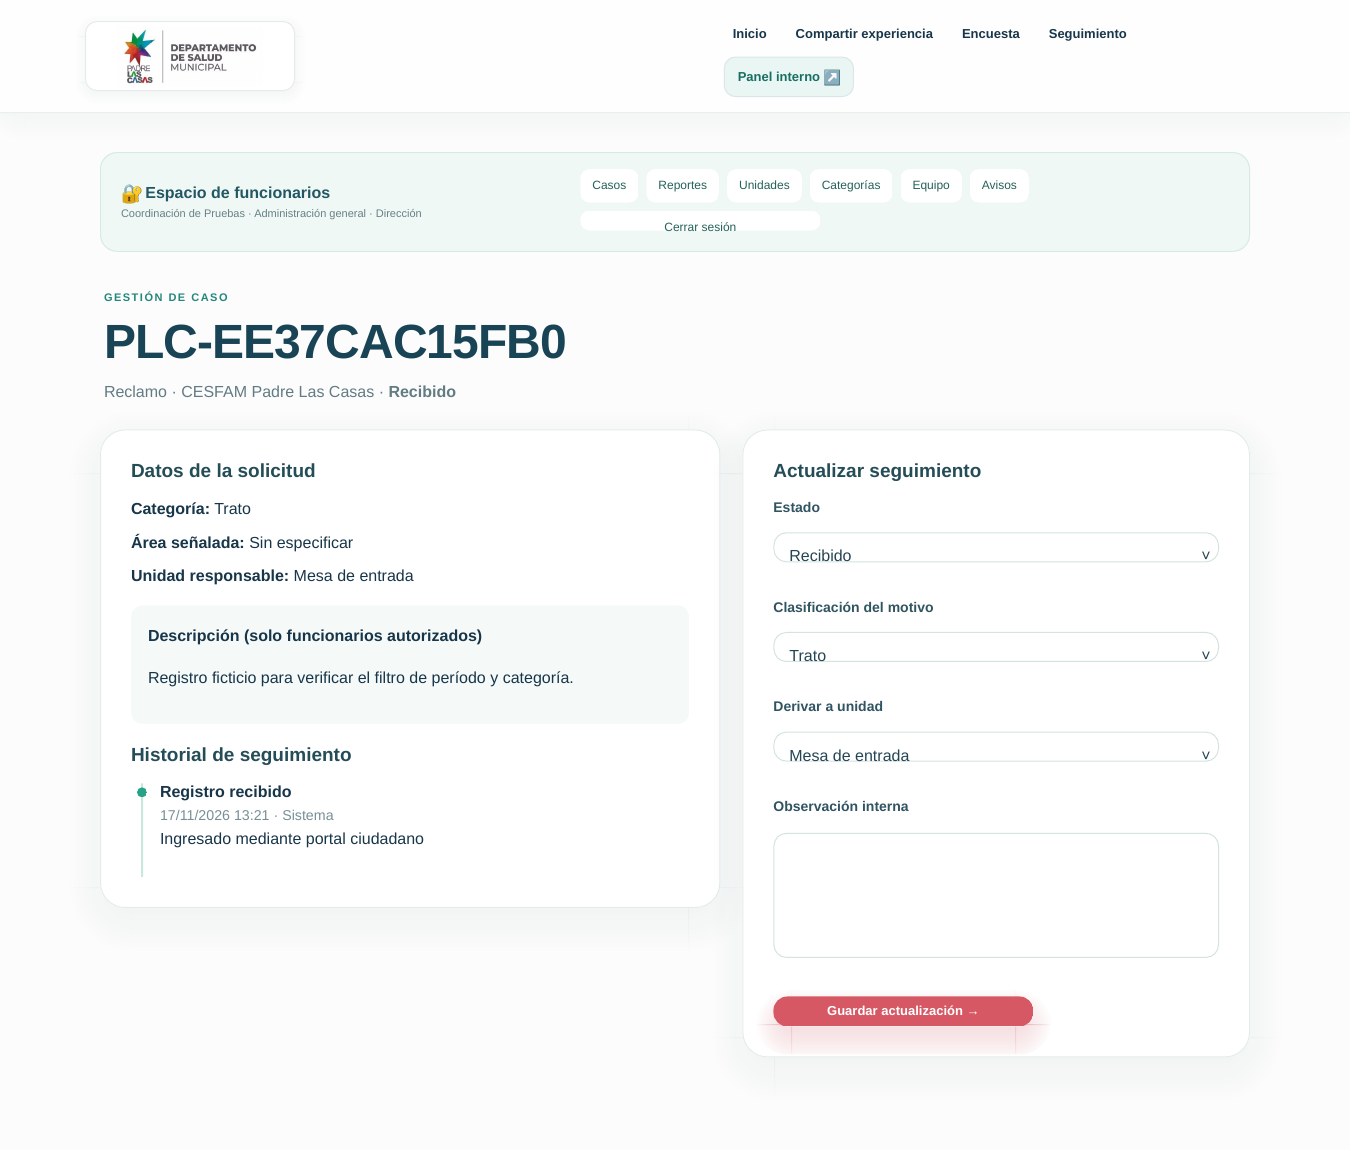 PADRE
LAS
CASAS
DEPARTAMENTO
DE SALUD
MUNICIPAL
Inicio
Compartir experiencia
Encuesta
Seguimiento
Panel interno ↗
Espacio de funcionarios
Coordinación de Pruebas · Administración general · Dirección
Casos
Reportes
Unidades
Categorías
Equipo
Avisos
Cerrar sesión
GESTIÓN DE CASO
PLC-EE37CAC15FB0
Reclamo · CESFAM Padre Las Casas · Recibido
Datos de la solicitud
Categoría: Trato
Área señalada: Sin especificar
Unidad responsable: Mesa de entrada
Descripción (solo funcionarios autorizados)
Registro ficticio para verificar el filtro de período y categoría.
Historial de seguimiento
Registro recibido
17/11/2026 13:21 · Sistema
Ingresado mediante portal ciudadano
Actualizar seguimiento
Estado
Recibido
Clasificación del motivo
Trato
Derivar a unidad
Mesa de entrada
Observación interna
Guardar actualización →